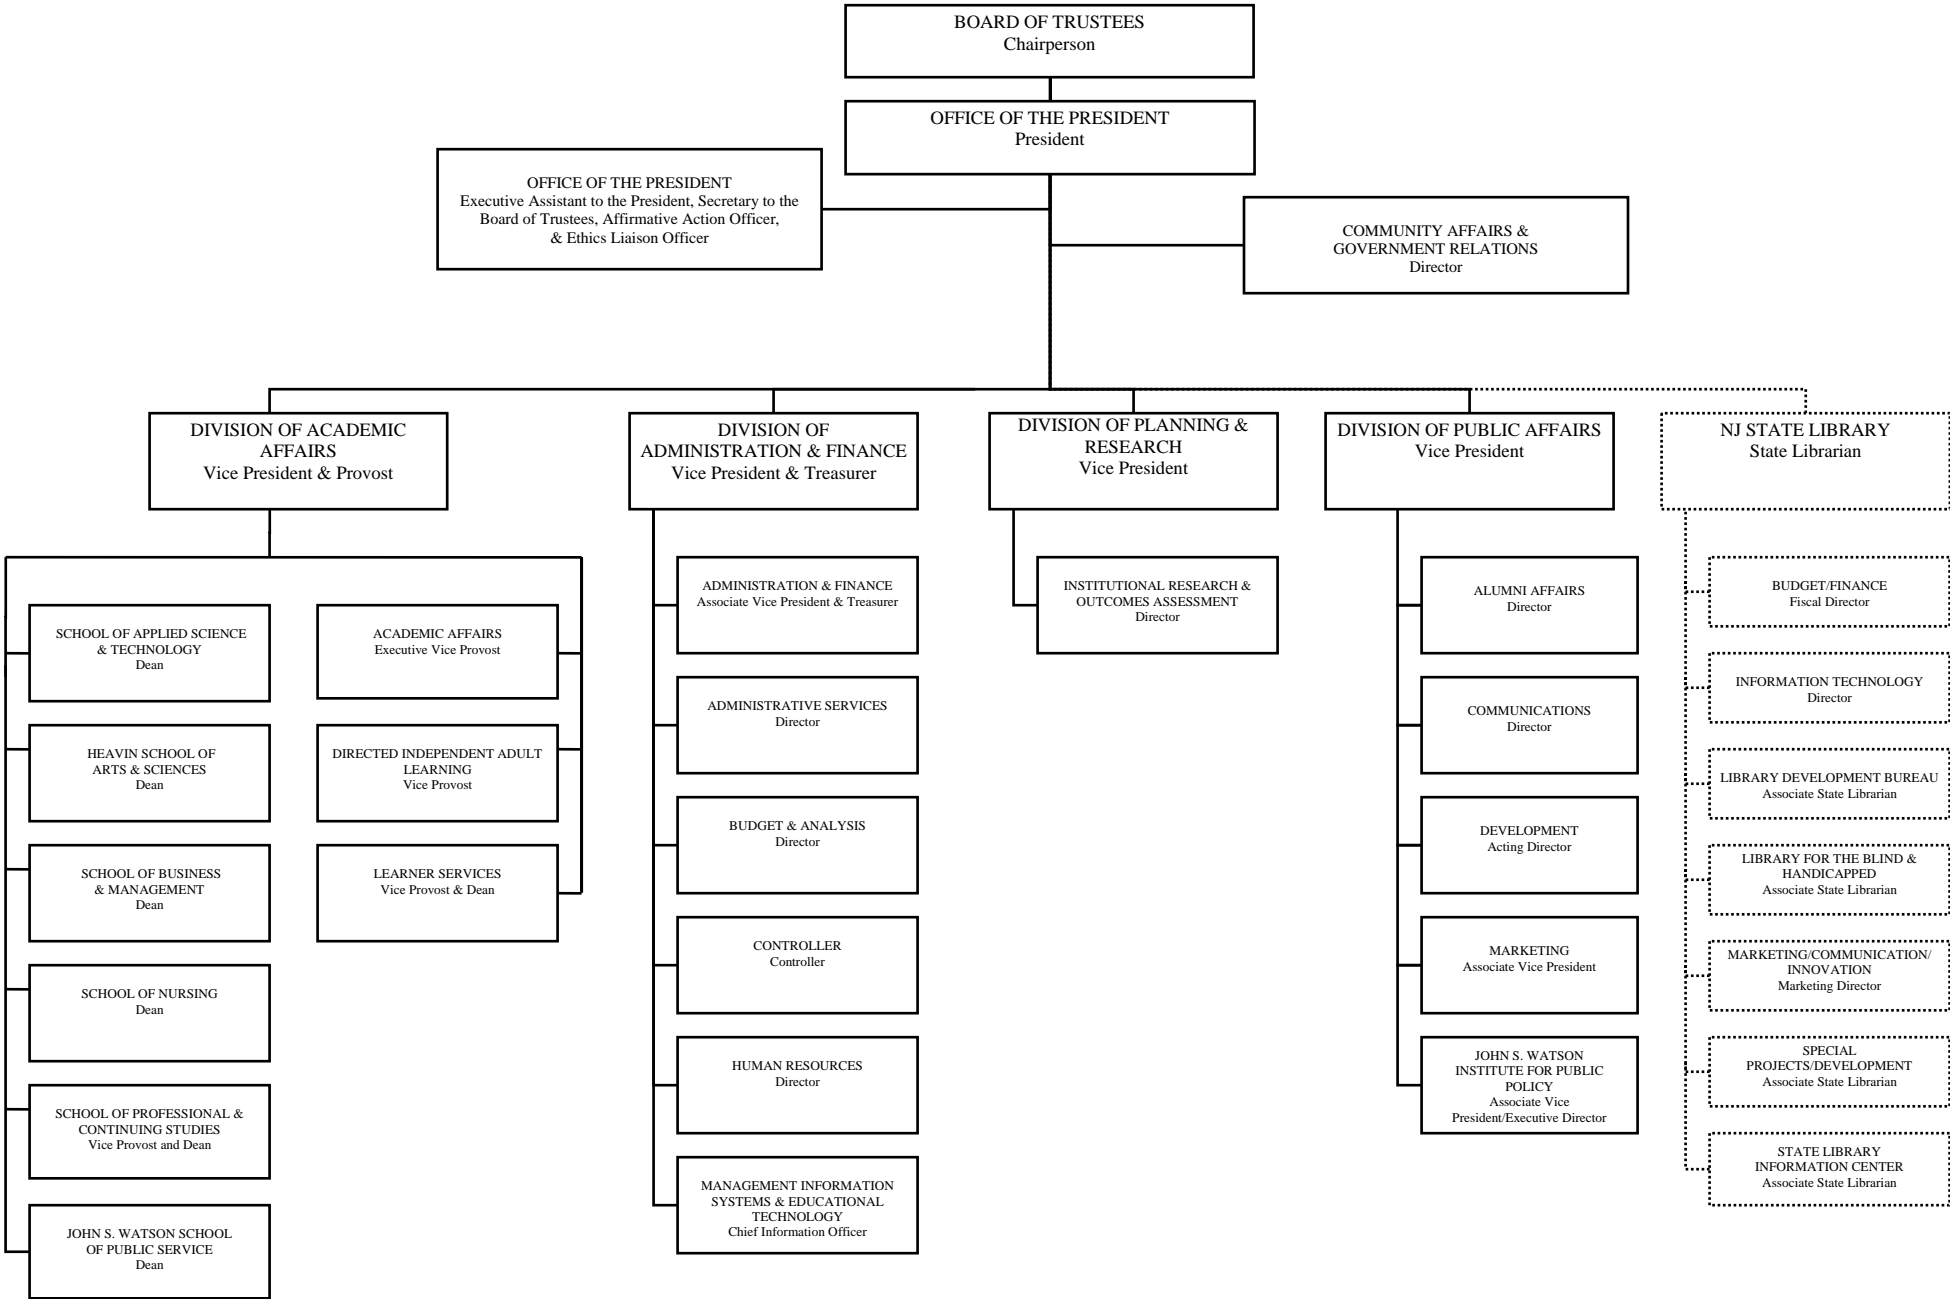 BOARD OF TRUSTEES
Chairperson
OFFICE OF THE PRESIDENT
President
OFFICE OF THE PRESIDENT
Executive Assistant to the President, Secretary to the
Board of Trustees, Affirmative Action Officer,
& Ethics Liaison Officer
COMMUNITY AFFAIRS &
GOVERNMENT RELATIONS
Director
DIVISION OF ACADEMIC
AFFAIRS
Vice President & Provost
SCHOOL OF APPLIED SCIENCE
& TECHNOLOGY
Dean
HEAVIN SCHOOL OF
ARTS & SCIENCES
Dean
SCHOOL OF BUSINESS
& MANAGEMENT
Dean
SCHOOL OF NURSING
Dean
SCHOOL OF PROFESSIONAL &
CONTINUING STUDIES
Vice Provost and Dean
JOHN S. WATSON SCHOOL
OF PUBLIC SERVICE
Dean
ACADEMIC AFFAIRS
Executive Vice Provost
DIRECTED INDEPENDENT ADULT
LEARNING
Vice Provost
LEARNER SERVICES
Vice Provost & Dean
DIVISION OF
ADMINISTRATION & FINANCE
Vice President & Treasurer
ADMINISTRATION & FINANCE
Associate Vice President & Treasurer
ADMINISTRATIVE SERVICES
Director
BUDGET & ANALYSIS
Director
CONTROLLER
Controller
HUMAN RESOURCES
Director
MANAGEMENT INFORMATION
SYSTEMS & EDUCATIONAL
TECHNOLOGY
Chief Information Officer
DIVISION OF PLANNING &
RESEARCH
Vice President
INSTITUTIONAL RESEARCH &
OUTCOMES ASSESSMENT
Director
DIVISION OF PUBLIC AFFAIRS
Vice President
ALUMNI AFFAIRS
Director
COMMUNICATIONS
Director
DEVELOPMENT
Acting Director
MARKETING
Associate Vice President
JOHN S. WATSON
INSTITUTE FOR PUBLIC
POLICY
Associate Vice
President/Executive Director
NJ STATE LIBRARY
State Librarian
BUDGET/FINANCE
Fiscal Director
INFORMATION TECHNOLOGY
Director
LIBRARY DEVELOPMENT BUREAU
Associate State Librarian
LIBRARY FOR THE BLIND &
HANDICAPPED
Associate State Librarian
MARKETING/COMMUNICATION/
INNOVATION
Marketing Director
SPECIAL
PROJECTS/DEVELOPMENT
Associate State Librarian
STATE LIBRARY
INFORMATION CENTER
Associate State Librarian